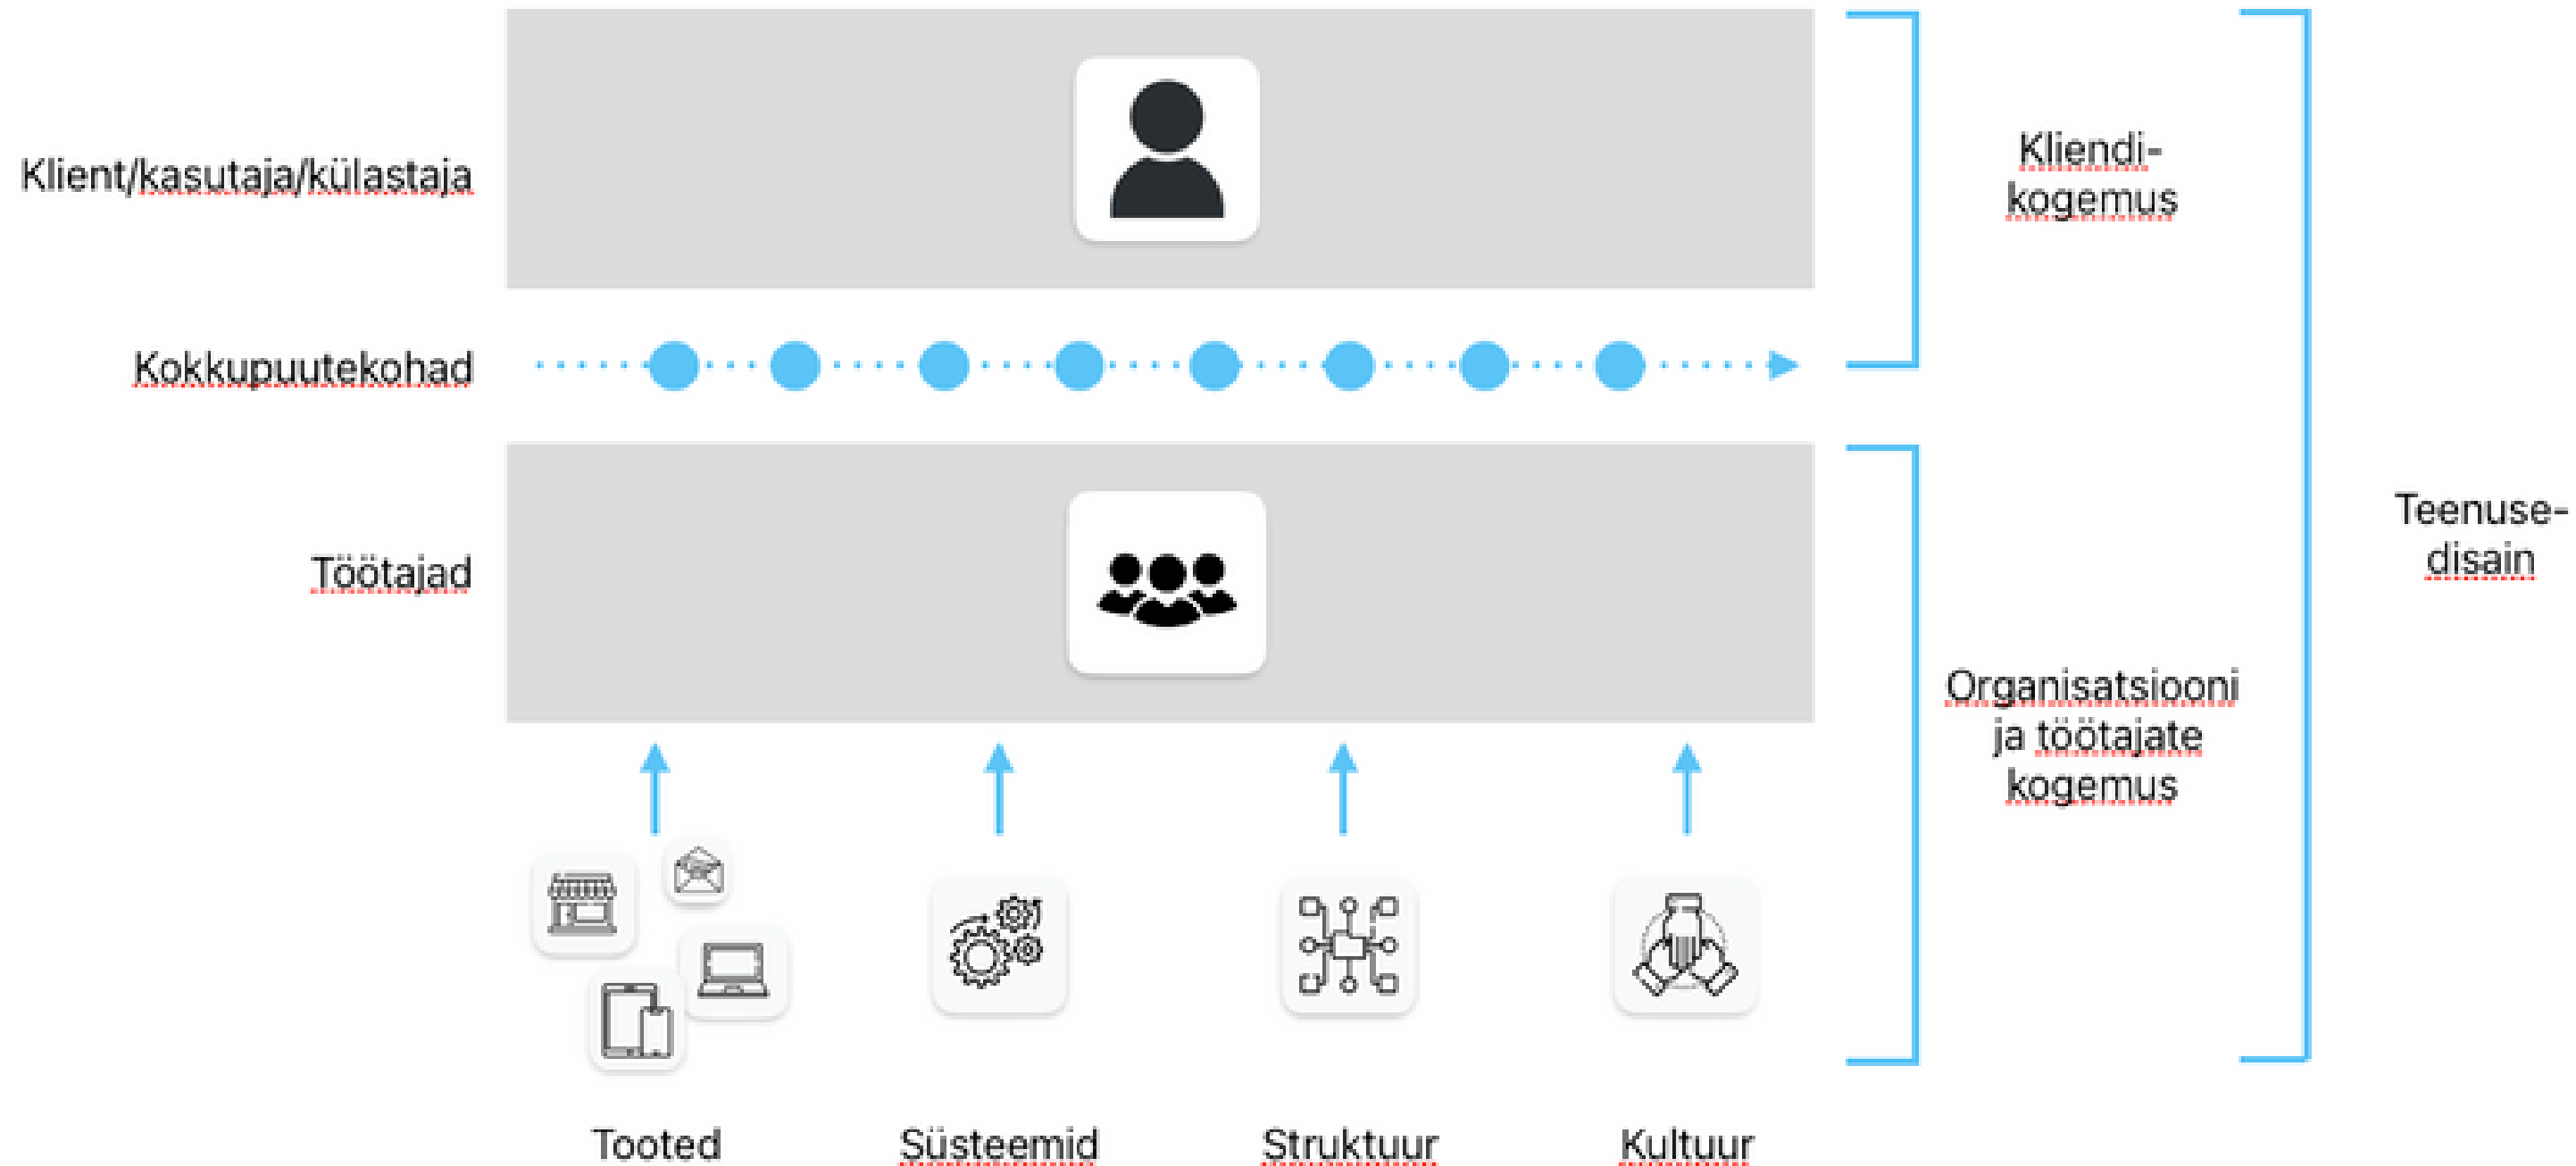 Klient/kasutaja/külastaja
Kliendi-
kogemus
Kokkupuutekohad
Töötajad
Teenuse-
disain
Organisatsiooni
ja töötajate
kogemus
Tooted
Süsteemid
Struktuur
Kultuur